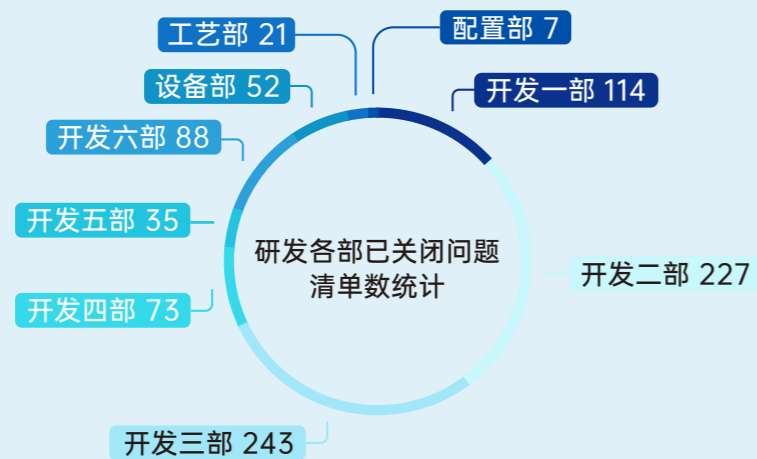 工艺部 21
配置部 7
设备部 52
开发一部 114
开发六部 88
开发五部 35
研发各部已关闭问题
清单数统计
开发二部 227
开发四部 73
开发三部 243